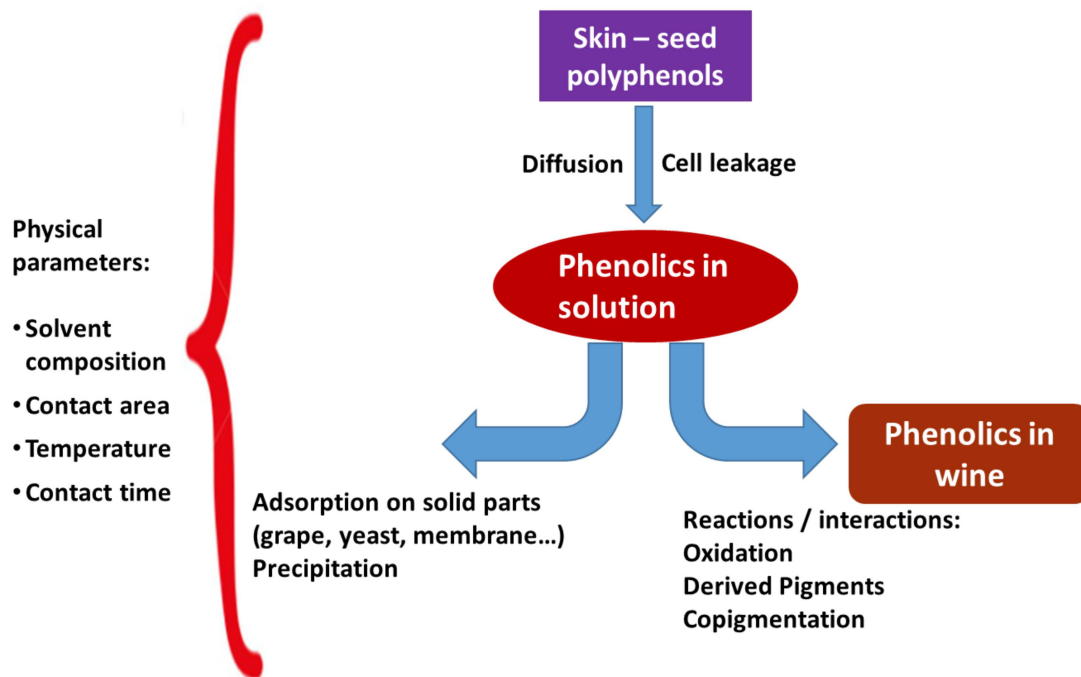 Skin – seed
polyphenols
Diffusion
Cell leakage
Phenolics in
solution
Physical
parameters:
• Solvent
composition
• Contact area
• Temperature
• Contact time
Adsorption on solid parts
(grape, yeast, membrane...)
Precipitation
Phenolics in
wine
Reactions / interactions:
Oxidation
Derived Pigments
Copigmentation